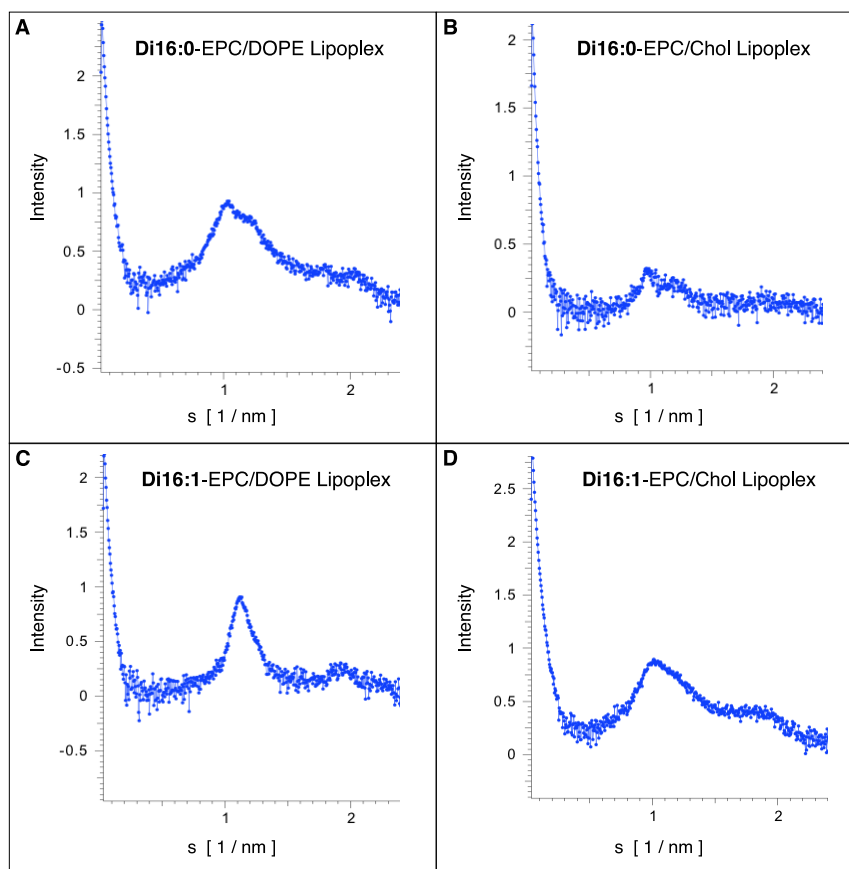 A
Di16:0-EPC/DOPE Lipoplex
2
1.5
1
0.5
0
-0.5
Intensity
1
2
s [ 1 / nm ]
B
Di16:0-EPC/Chol Lipoplex
2
1.5
1
0.5
0
Intensity
1
2
s [ 1 / nm ]
C
Di16:1-EPC/DOPE Lipoplex
2
1.5
1
0.5
0
-0.5
Intensity
1
2
s [ 1 / nm ]
D
Di16:1-EPC/Chol Lipoplex
2.5
2
1.5
1
0.5
0
Intensity
1
2
s [ 1 / nm ]